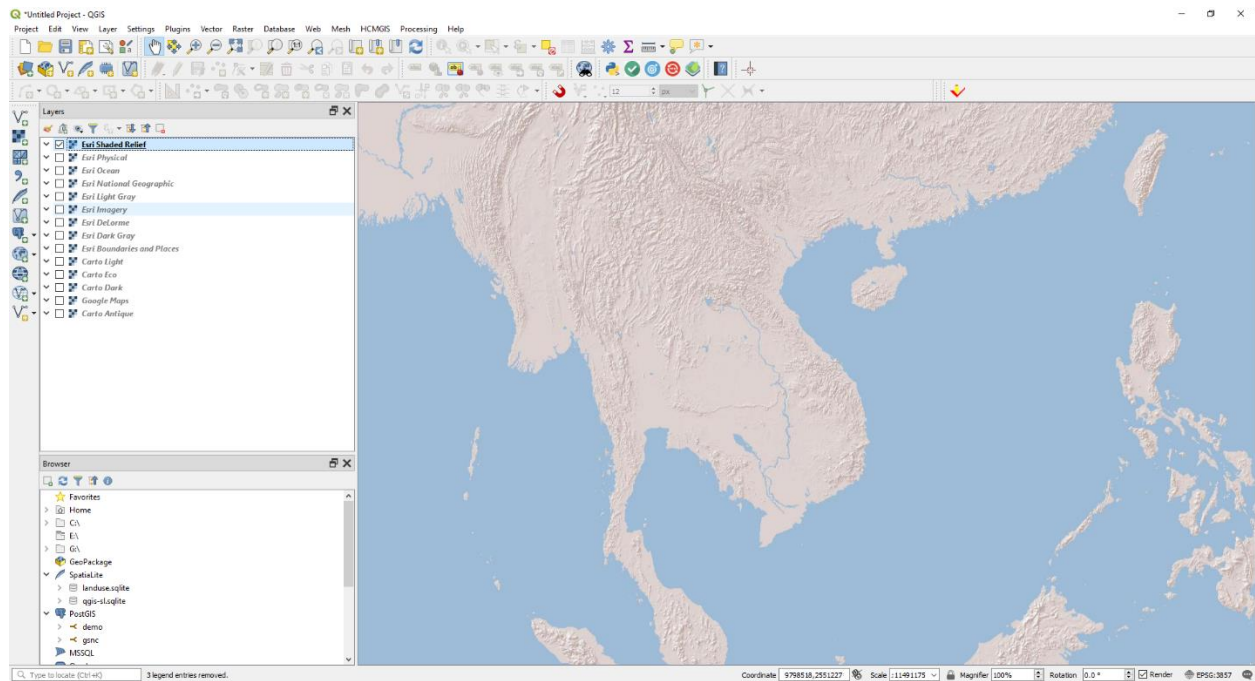 *Untitled Project - QGIS
Project Edit View Layer Settings Plugins Vector Raster Database Web Mesh HCMGIS Processing Help
12 px
Layers
Esri Shaded Relief
Esri Physical
Esri Ocean
Esri National Geographic
Esri Light Gray
Esri Imagery
Esri DeLorme
Esri Dark Gray
Esri Boundaries and Places
Carto Light
Carto Eco
Carto Dark
Google Maps
Carto Antique
Browser
Favorites
Home
C:\
E:\
G:\
GeoPackage
SpatiaLite
landuse.sqlite
qgis-sl.sqlite
PostGIS
demo
gsnc
MSSQL
Type to locate (Ctrl+K) 3 legend entries removed. Coordinate 9798518,2551227 Scale :11491175 Magnifier 100% Rotation 0.0 ° Render EPSG:3857